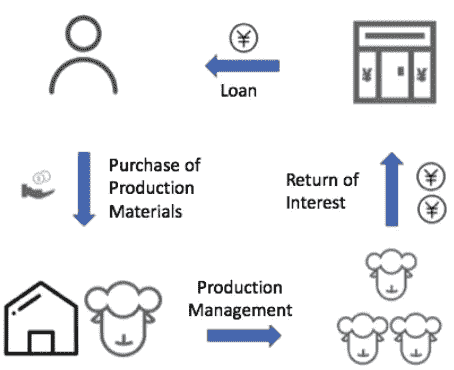 ¥
Loan
¥ ¥
Purchase of
Production
Materials
Return of
Interest
¥
¥
Production
Management